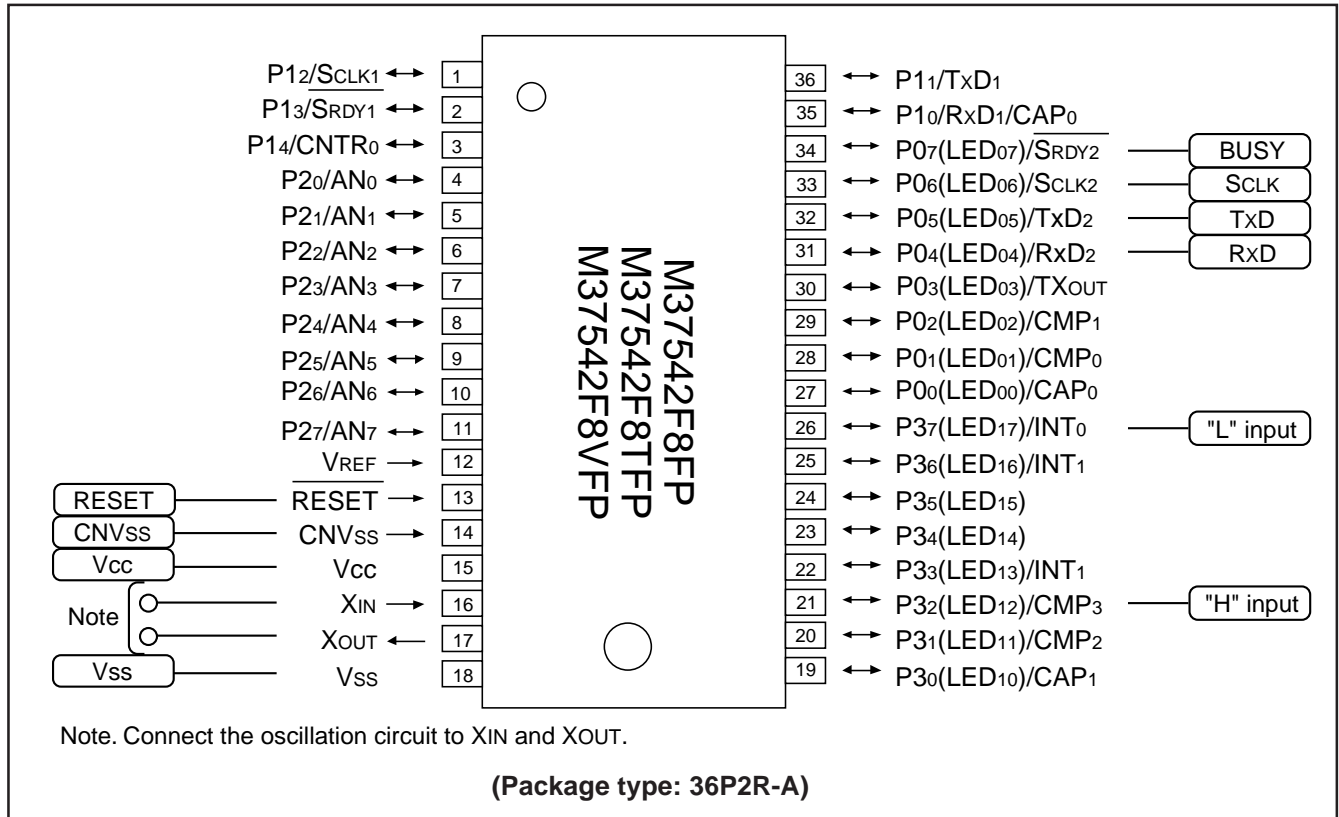 P12/SCLK1 1
P13/SRDY1 2
P14/CNTR0 3
P20/AN0 4
P21/AN1 5
P22/AN2 6
P23/AN3 7
P24/AN4 8
P25/AN5 9
P26/AN6 10
P27/AN7 11
VREF 12
RESET RESET 13
CNVSS CNVSS 14
Vcc Vcc 15
Note
XIN 16
XOUT 17
Vss VSS 18
M37542F8FP
M37542F8TFP
M37542F8VFP
36 P11/TxD1
35 P10/RxD1/CAP0
34 P07(LED07)/SRDY2 BUSY
33 P06(LED06)/SCLK2 SCLK
32 P05(LED05)/TxD2 TxD
31 P04(LED04)/RxD2 RxD
30 P03(LED03)/TXOUT
29 P02(LED02)/CMP1
28 P01(LED01)/CMP0
27 P00(LED00)/CAP0
26 P37(LED17)/INT0 "L" input
25 P36(LED16)/INT1
24 P35(LED15)
23 P34(LED14)
22 P33(LED13)/INT1
21 P32(LED12)/CMP3 "H" input
20 P31(LED11)/CMP2
19 P30(LED10)/CAP1
Note. Connect the oscillation circuit to XIN and XOUT.
(Package type: 36P2R-A)